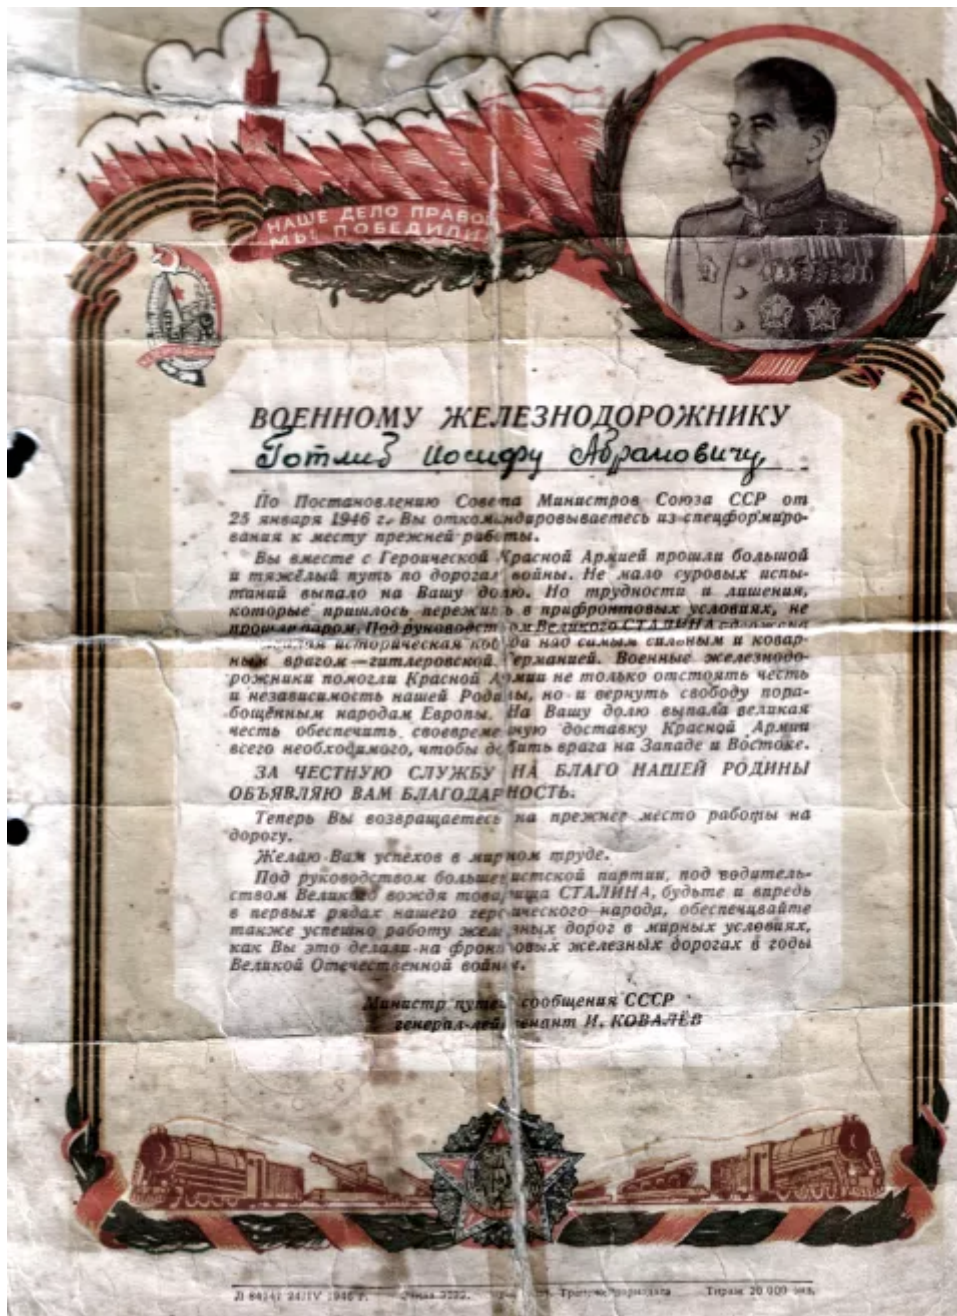 НАШЕ ДЕЛО ПРАВОЕ
МЫ ПОБЕДИЛИ
ВОЕННОМУ ЖЕЛЕЗНОДОРОЖНИКУ
Готлиб Иосифу Абрамовичу,
По Постановлению Совета Министров Союза ССР от
25 января 1946 г. Вы откомандировываетесь из спецформиро-
вания к месту прежней работы.
Вы вместе с Героической Красной Армией прошли большой
и тяжёлый путь по дорогам войны. Не мало суровых испы-
таний выпало на Вашу долю. Но трудности и лишения,
которые пришлось пережить в прифронтовых условиях, не
прошли даром. Под руководством Великого СТАЛИНА одержана
историческая победа над самым сильным и ковар-
ным врагом — гитлеровской Германией. Военные железнодо-
рожники помогли Красной Армии не только отстоять честь
и независимость нашей Родины, но и вернуть свободу пора-
бощённым народам Европы. На Вашу долю выпала великая
честь обеспечить своевременную доставку Красной Армии
всего необходимого, чтобы добить врага на Западе и Востоке.
ЗА ЧЕСТНУЮ СЛУЖБУ НА БЛАГО НАШЕЙ РОДИНЫ
ОБЪЯВЛЯЮ ВАМ БЛАГОДАРНОСТЬ.
Теперь Вы возвращаетесь на прежнее место работы на
дорогу.
Желаю Вам успехов в мирном труде.
Под руководством большевистской партии, под водитель-
ством Великого вождя товарища СТАЛИНА, будьте и впредь
в первых рядах нашего героического народа, обеспечивайте
также успешно работу железных дорог в мирных условиях,
как Вы это делали на фронтовых железных дорогах в годы
Великой Отечественной войны.
Министр путей сообщения СССР
генерал-лейтенант И. КОВАЛЁВ
24/IV 1946 г. Тираж 20 000 экз.